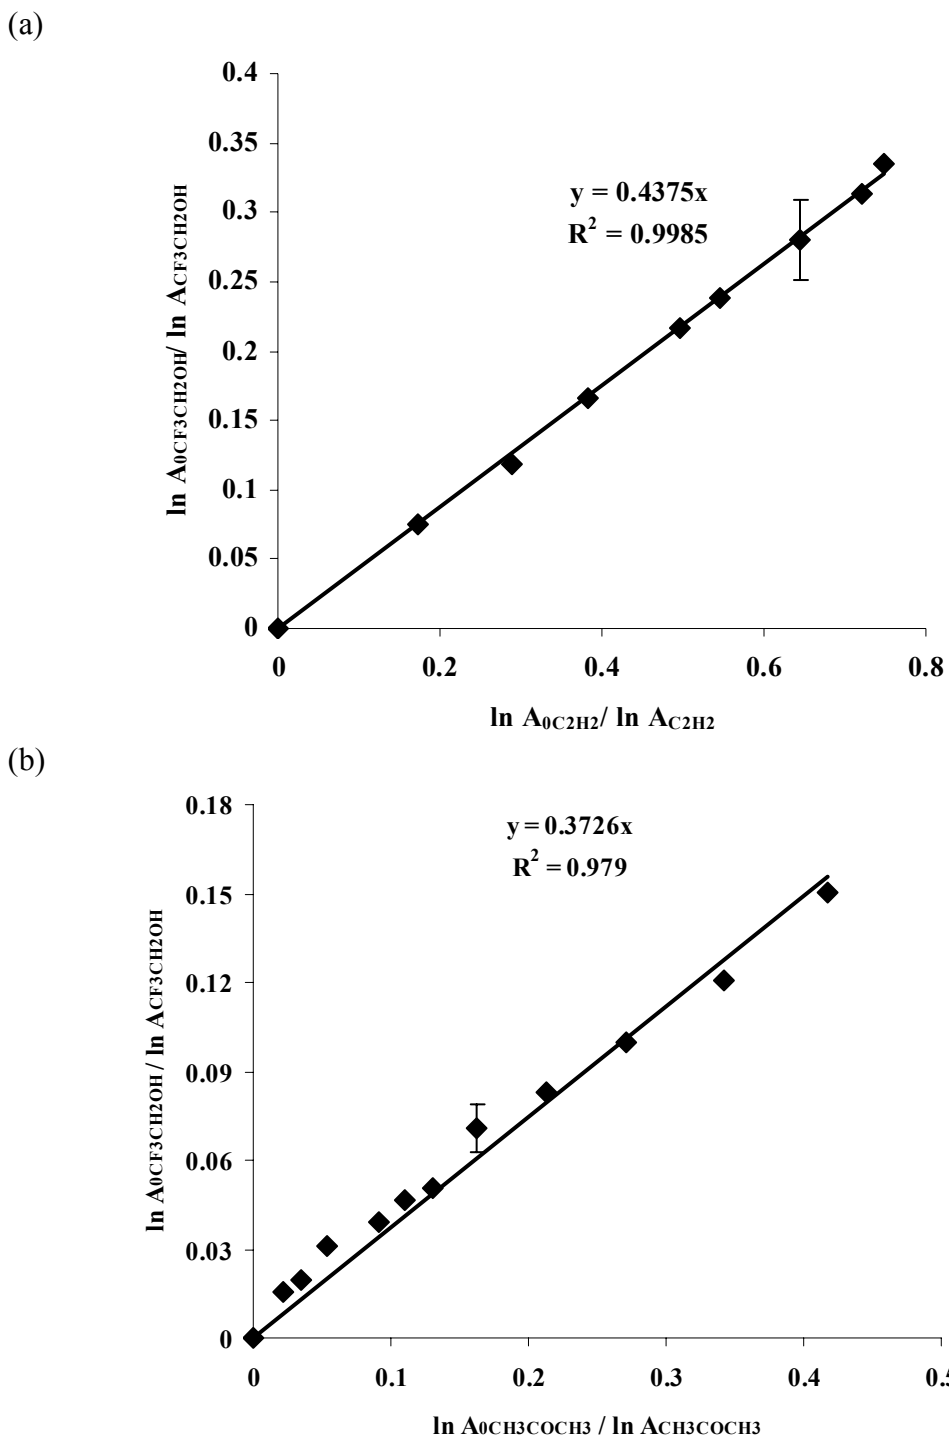 (a)
0.4
0.35
0.3
0.25
0.2
0.15
0.1
0.05
0
y = 0.4375x
R² = 0.9985
ln A0CF3CH2OH/ ln ACF3CH2OH
0 0.2 0.4 0.6 0.8
ln A0C2H2/ ln AC2H2
(b)
0.18
0.15
0.12
0.09
0.06
0.03
0
y = 0.3726x
R² = 0.979
ln A0CF3CH2OH / ln ACF3CH2OH
0 0.1 0.2 0.3 0.4
ln A0CH3COCH3 / ln ACH3COCH3